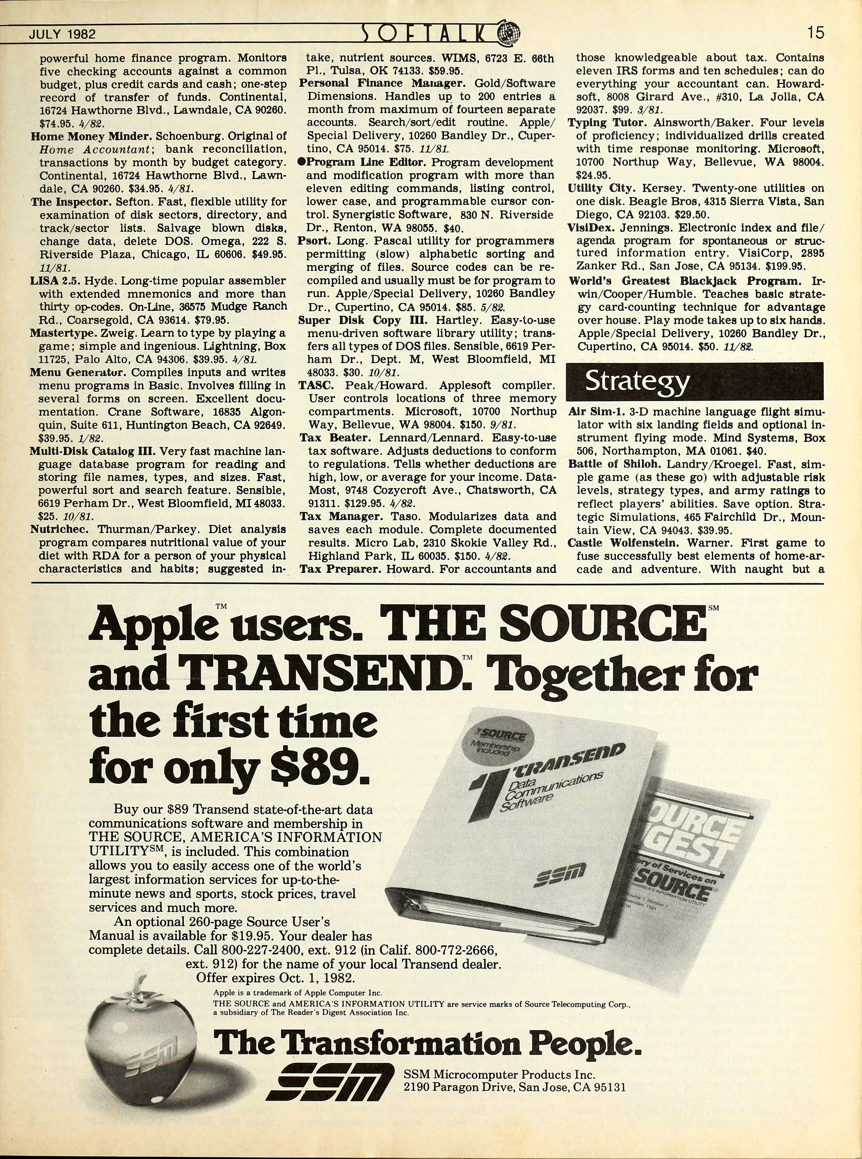 JULY 1982
SOFTALK
15
powerful home finance program. Monitors
five checking accounts against a common
budget, plus credit cards and cash; one-step
record of transfer of funds. Continental,
16724 Hawthorne Blvd., Lawndale, CA 90260.
$74.95. 4/82.
Home Money Minder. Schoenburg. Original of
Home Accountant; bank reconciliation,
transactions by month by budget category.
Continental, 16724 Hawthorne Blvd., Lawn-
dale, CA 90260. $34.95. 4/81.
The Inspector. Sefton. Fast, flexible utility for
examination of disk sectors, directory, and
track/sector lists. Salvage blown disks,
change data, delete DOS. Omega, 222 S.
Riverside Plaza, Chicago, IL 60606. $49.95.
11/81.
LISA 2.5. Hyde. Long-time popular assembler
with extended mnemonics and more than
thirty op-codes. On-Line, 36575 Mudge Ranch
Rd., Coarsegold, CA 93614. $79.95.
Mastertype. Zweig. Learn to type by playing a
game; simple and ingenious. Lightning, Box
11725, Palo Alto, CA 94306. $39.95. 4/81.
Menu Generator. Compiles inputs and writes
menu programs in Basic. Involves filling in
several forms on screen. Excellent docu-
mentation. Crane Software, 16835 Algon-
quin, Suite 611, Huntington Beach, CA 92649.
$39.95. 1/82.
Multi-Disk Catalog III. Very fast machine lan-
guage database program for reading and
storing file names, types, and sizes. Fast,
powerful sort and search feature. Sensible,
6619 Perham Dr., West Bloomfield, MI 48033.
$25. 10/81.
Nutrichec. Thurman/Parkey. Diet analysis
program compares nutritional value of your
diet with RDA for a person of your physical
characteristics and habits; suggested in-
take, nutrient sources. WIMS, 6723 E. 66th
Pl., Tulsa, OK 74133. $59.95.
Personal Finance Manager. Gold/Software
Dimensions. Handles up to 200 entries a
month from maximum of fourteen separate
accounts. Search/sort/edit routine. Apple/
Special Delivery, 10260 Bandley Dr., Cuper-
tino, CA 95014. $75. 11/81.
●Program Line Editor. Program development
and modification program with more than
eleven editing commands, listing control,
lower case, and programmable cursor con-
trol. Synergistic Software, 830 N. Riverside
Dr., Renton, WA 98055. $40.
Psort. Long. Pascal utility for programmers
permitting (slow) alphabetic sorting and
merging of files. Source codes can be re-
compiled and usually must be for program to
run. Apple/Special Delivery, 10260 Bandley
Dr., Cupertino, CA 95014. $85. 5/82.
Super Disk Copy III. Hartley. Easy-to-use
menu-driven software library utility; trans-
fers all types of DOS files. Sensible, 6619 Per-
ham Dr., Dept. M, West Bloomfield, MI
48033. $30. 10/81.
TASC. Peak/Howard. Applesoft compiler.
User controls locations of three memory
compartments. Microsoft, 10700 Northup
Way, Bellevue, WA 98004. $150. 9/81.
Tax Beater. Lennard/Lennard. Easy-to-use
tax software. Adjusts deductions to conform
to regulations. Tells whether deductions are
high, low, or average for your income. Data-
Most, 9748 Cozycroft Ave., Chatsworth, CA
91311. $129.95. 4/82.
Tax Manager. Taso. Modularizes data and
saves each module. Complete documented
results. Micro Lab, 2310 Skokie Valley Rd.,
Highland Park, IL 60035. $150. 4/82.
Tax Preparer. Howard. For accountants and
those knowledgeable about tax. Contains
eleven IRS forms and ten schedules; can do
everything your accountant can. Howard-
soft, 8008 Girard Ave., #310, La Jolla, CA
92037. $99. 3/81.
Typing Tutor. Ainsworth/Baker. Four levels
of proficiency; individualized drills created
with time response monitoring. Microsoft,
10700 Northup Way, Bellevue, WA 98004.
$24.95.
Utility City. Kersey. Twenty-one utilities on
one disk. Beagle Bros, 4315 Sierra Vista, San
Diego, CA 92103. $29.50.
VisiDex. Jennings. Electronic index and file/
agenda program for spontaneous or struc-
tured information entry. VisiCorp, 2895
Zanker Rd., San Jose, CA 95134. $199.95.
World's Greatest Blackjack Program. Ir-
win/Cooper/Humble. Teaches basic strate-
gy card-counting technique for advantage
over house. Play mode takes up to six hands.
Apple/Special Delivery, 10260 Bandley Dr.,
Cupertino, CA 95014. $50. 11/82.
Strategy
Air Sim-1. 3-D machine language flight simu-
lator with six landing fields and optional in-
strument flying mode. Mind Systems, Box
506, Northampton, MA 01061. $40.
Battle of Shiloh. Landry/Kroegel. Fast, sim-
ple game (as these go) with adjustable risk
levels, strategy types, and army ratings to
reflect players' abilities. Save option. Stra-
tegic Simulations, 465 Fairchild Dr., Moun-
tain View, CA 94043. $39.95.
Castle Wolfenstein. Warner. First game to
fuse successfully best elements of home-ar-
cade and adventure. With naught but a
Apple™ users. THE SOURCE℠
and TRANSEND.™ Together for
the first time
for only $89.
Buy our $89 Transend state-of-the-art data
communications software and membership in
THE SOURCE, AMERICA'S INFORMATION
UTILITY℠, is included. This combination
allows you to easily access one of the world's
largest information services for up-to-the-
minute news and sports, stock prices, travel
services and much more.
An optional 260-page Source User's
Manual is available for $19.95. Your dealer has
complete details. Call 800-227-2400, ext. 912 (in Calif. 800-772-2666,
ext. 912) for the name of your local Transend dealer.
Offer expires Oct. 1, 1982.
Apple is a trademark of Apple Computer Inc.
THE SOURCE and AMERICA'S INFORMATION UTILITY are service marks of Source Telecomputing Corp.,
a subsidiary of The Reader's Digest Association Inc.
THE SOURCE
Membership
Included
1 TRANSEND
Data
Communications
Software
SSM
OURCE
IGEST
ory of Services on
SOURCE
SSM
The Transformation People.
SSM
SSM Microcomputer Products Inc.
2190 Paragon Drive, San Jose, CA 95131